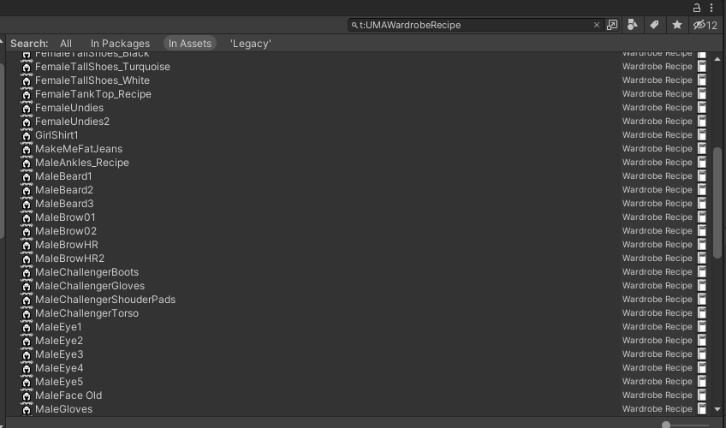 t:UMAWardrobeRecipe
12
Search: All In Packages In Assets 'Legacy'
FemaleTallShoes_Black Wardrobe Recipe
FemaleTallShoes_Turquoise Wardrobe Recipe
FemaleTallShoes_White Wardrobe Recipe
FemaleTankTop_Recipe Wardrobe Recipe
FemaleUndies Wardrobe Recipe
FemaleUndies2 Wardrobe Recipe
GirlShirt1 Wardrobe Recipe
MakeMeFatJeans Wardrobe Recipe
MaleAnkles_Recipe Wardrobe Recipe
MaleBeard1 Wardrobe Recipe
MaleBeard2 Wardrobe Recipe
MaleBeard3 Wardrobe Recipe
MaleBrow01 Wardrobe Recipe
MaleBrow02 Wardrobe Recipe
MaleBrowHR Wardrobe Recipe
MaleBrowHR2 Wardrobe Recipe
MaleChallengerBoots Wardrobe Recipe
MaleChallengerGloves Wardrobe Recipe
MaleChallengerShouderPads Wardrobe Recipe
MaleChallengerTorso Wardrobe Recipe
MaleEye1 Wardrobe Recipe
MaleEye2 Wardrobe Recipe
MaleEye3 Wardrobe Recipe
MaleEye4 Wardrobe Recipe
MaleEye5 Wardrobe Recipe
MaleFace Old Wardrobe Recipe
MaleGloves Wardrobe Recipe